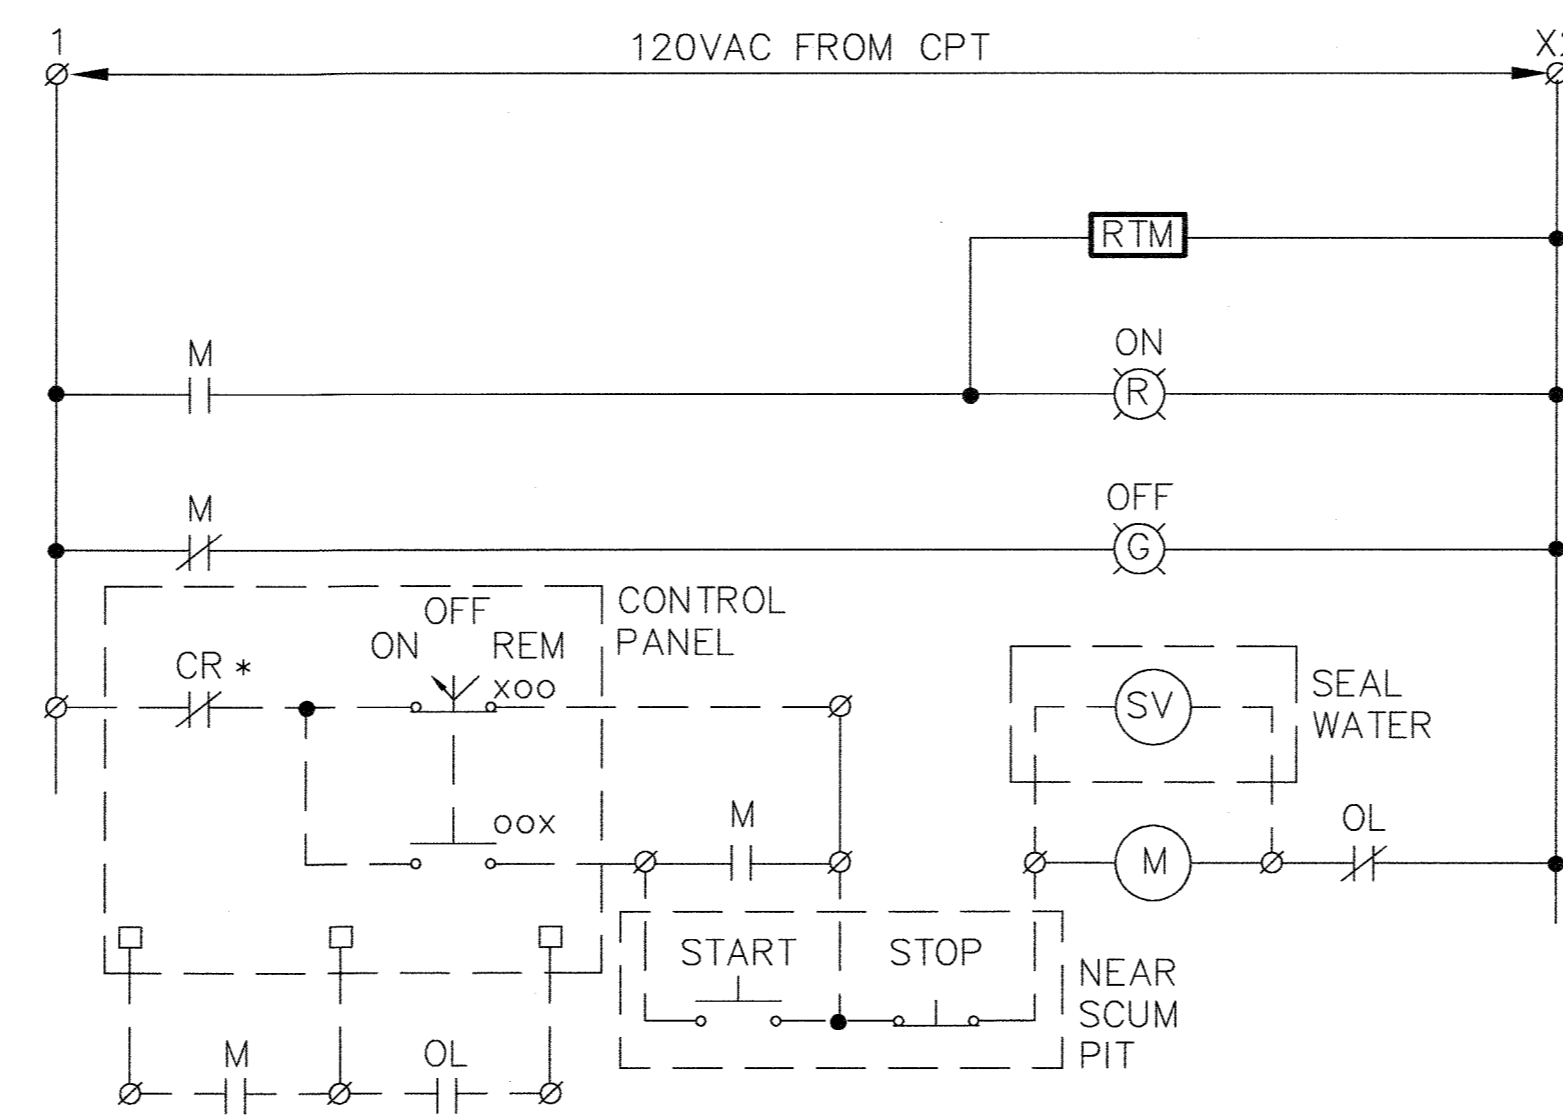 1
120VAC FROM CPT
X2
RTM
M
ON
R
M
OFF
G
CONTROL
PANEL
OFF
ON
REM
CR *
XOO
SV
SEAL
WATER
OOX
M
M
OL
START
STOP
NEAR
SCUM
PIT
M
OL